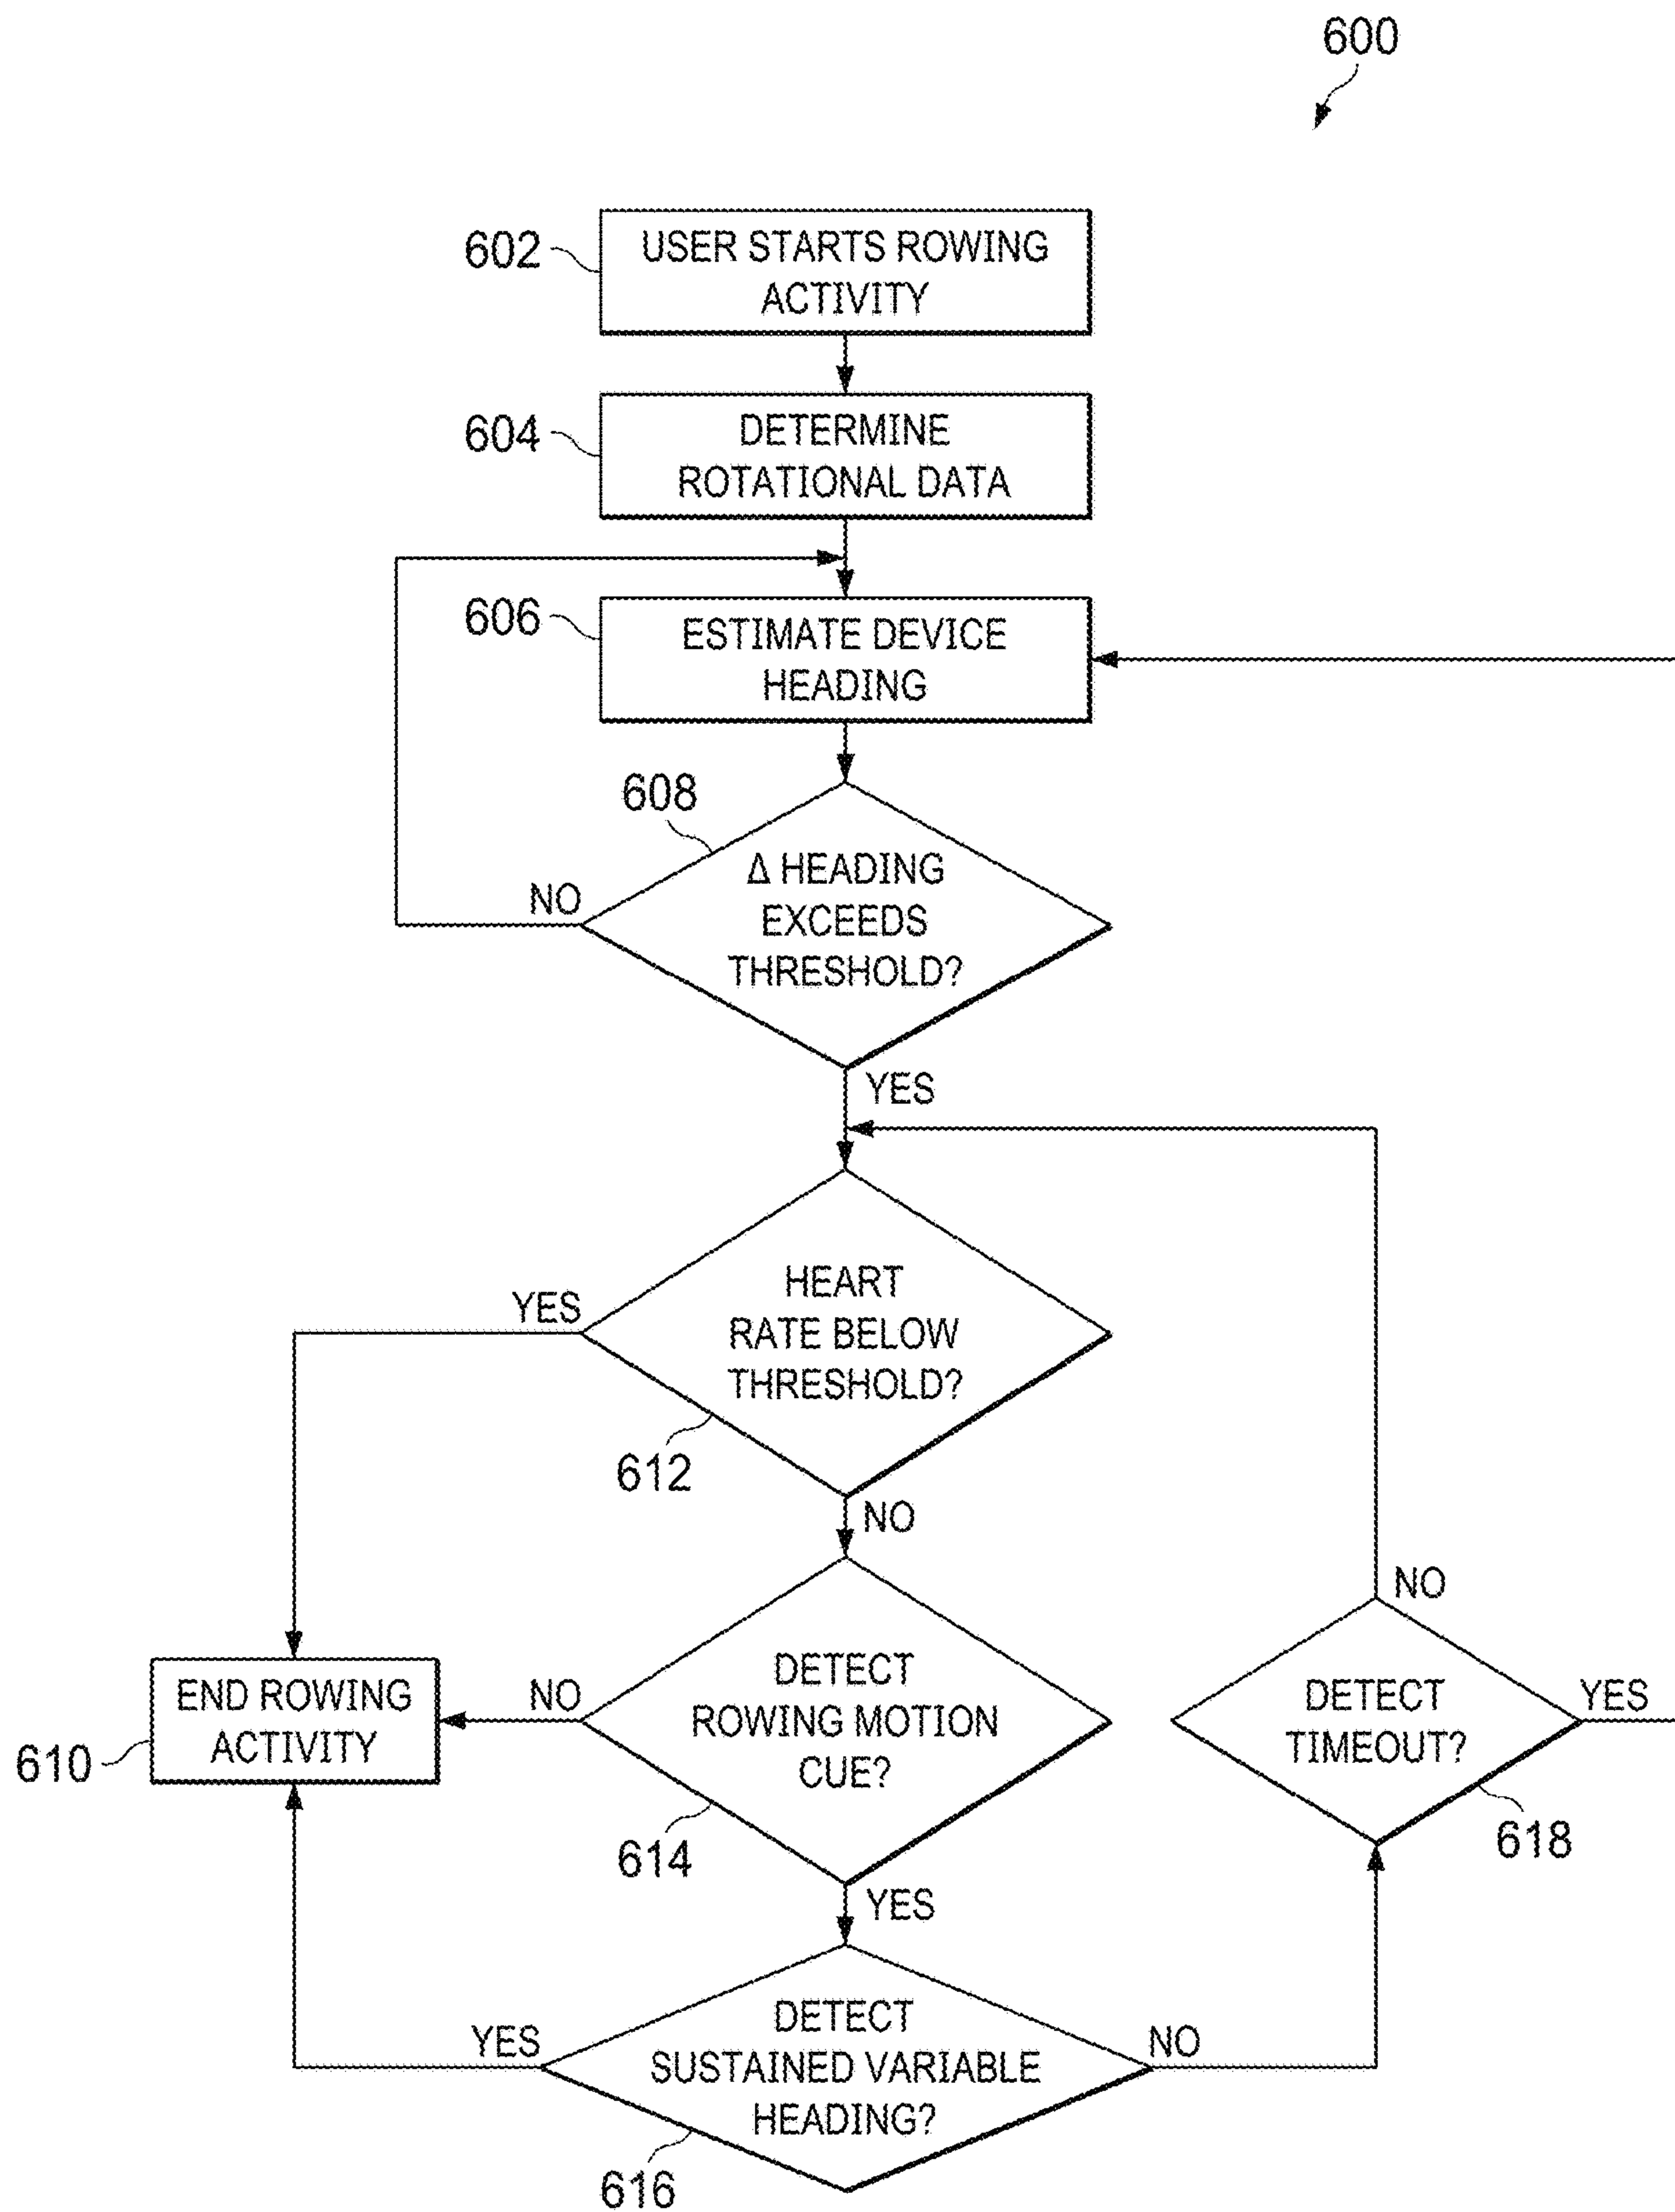 600
602
USER STARTS ROWING
ACTIVITY
604
DETERMINE
ROTATIONAL DATA
606
ESTIMATE DEVICE
HEADING
608
Δ HEADING
EXCEEDS
THRESHOLD?
NO
YES
HEART
RATE BELOW
THRESHOLD?
YES
612
NO
DETECT
ROWING MOTION
CUE?
NO
614
YES
END ROWING
ACTIVITY
610
NO
DETECT
TIMEOUT?
YES
618
DETECT
SUSTAINED VARIABLE
HEADING?
YES
NO
616